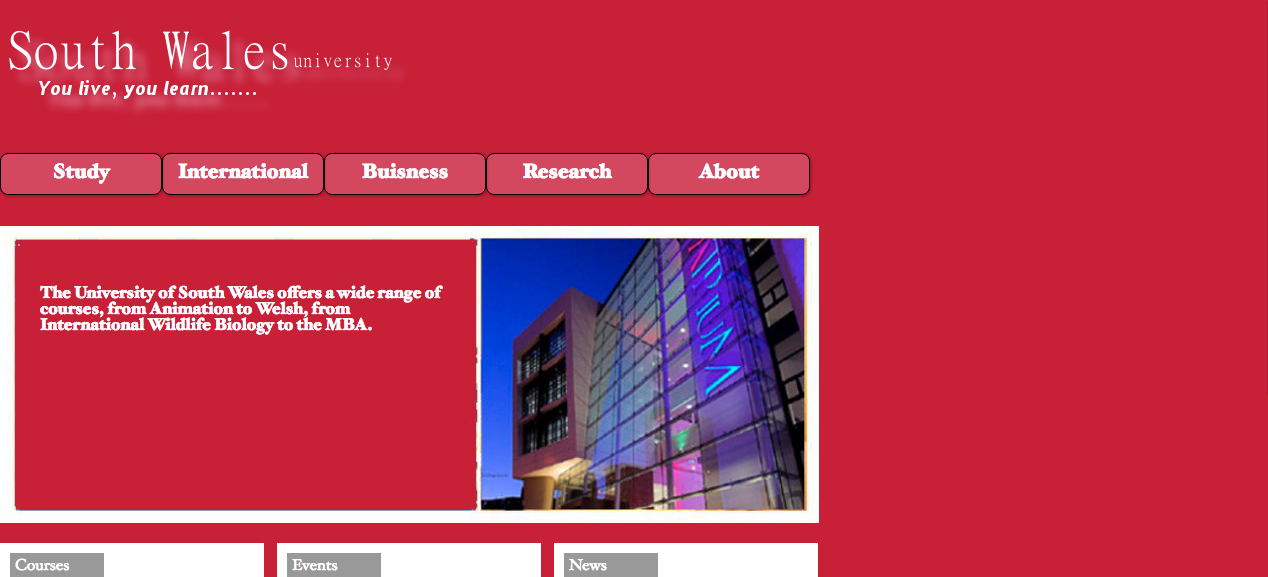 South Wales university
You live, you learn.......
Study International Buisness Research About
The University of South Wales offers a wide range of
courses, from Animation to Welsh, from
International Wildlife Biology to the MBA.
Courses Events News